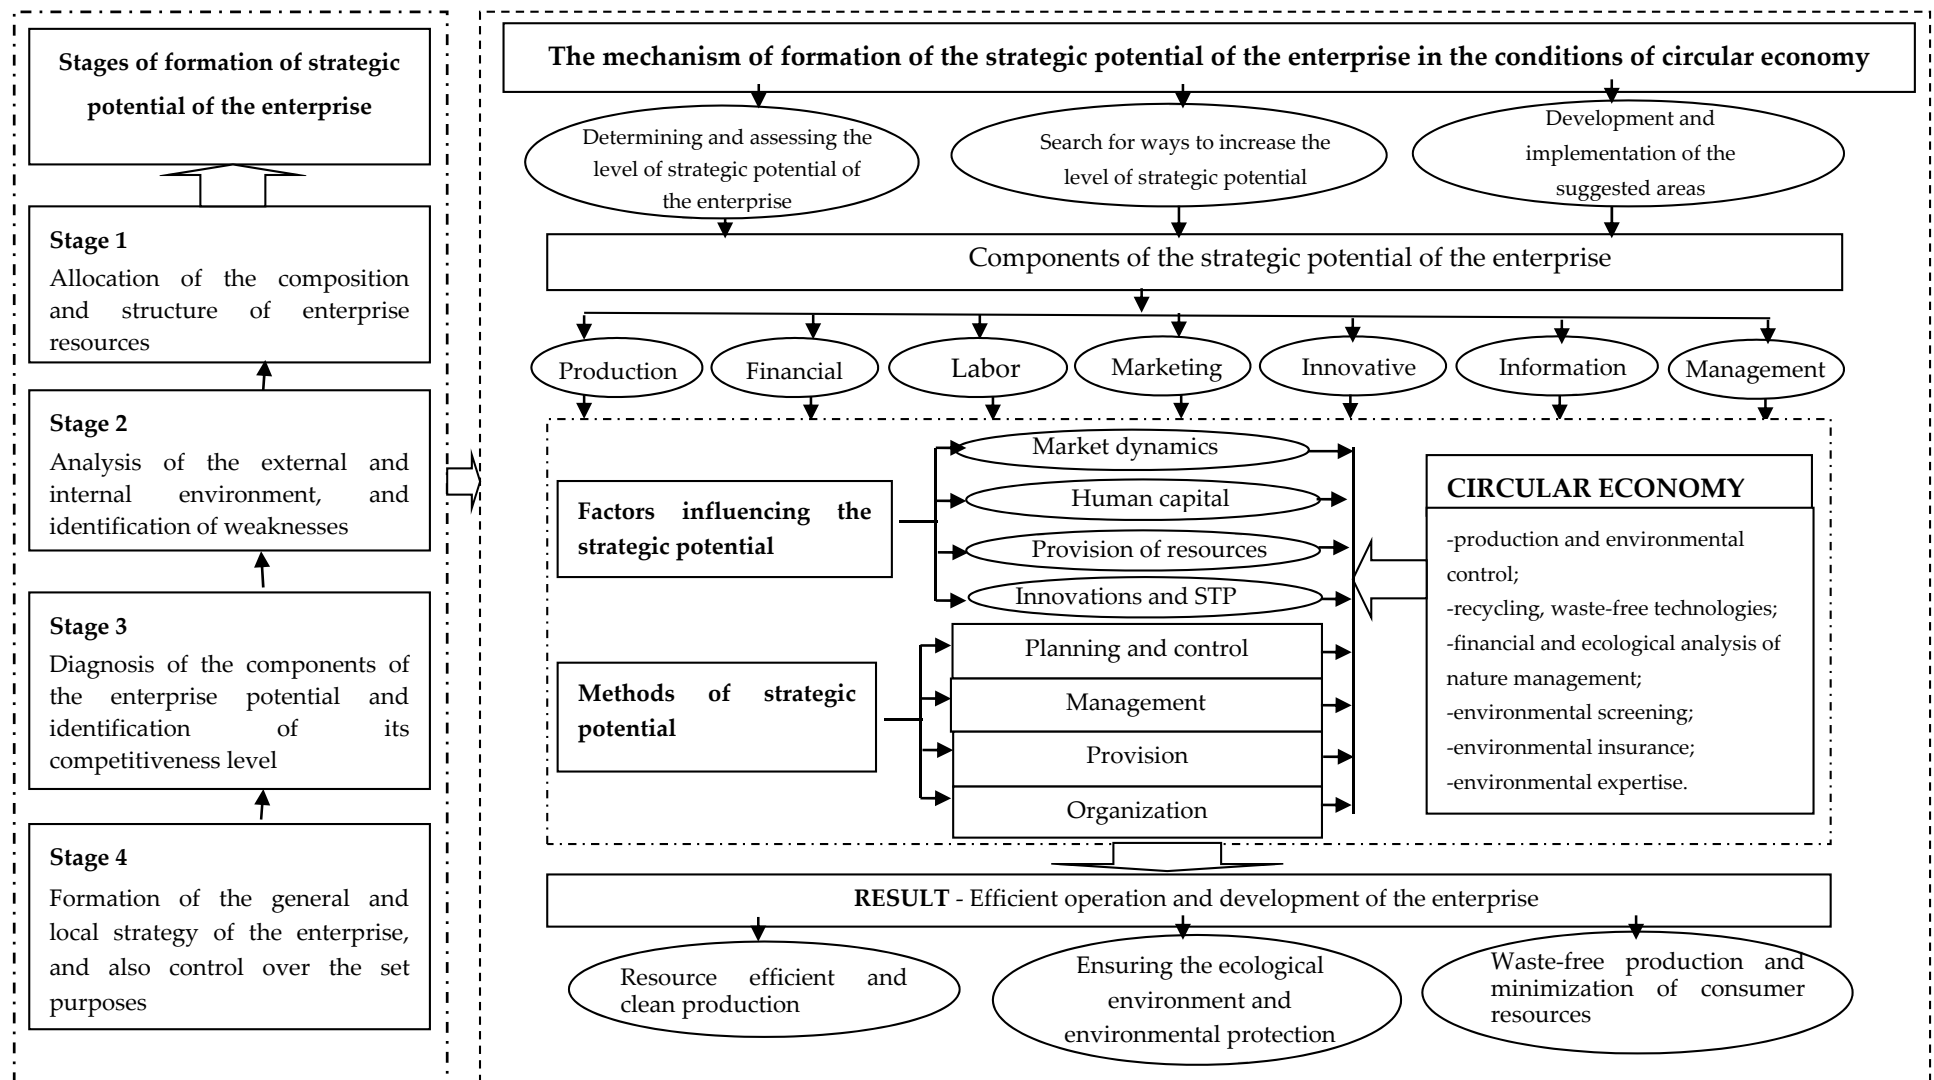 Stages of formation of strategic
potential of the enterprise
Stage 1
Allocation of the composition
and structure of enterprise
resources
Stage 2
Analysis of the external and
internal environment, and
identification of weaknesses
Stage 3
Diagnosis of the components of
the enterprise potential and
identification of its
competitiveness level
Stage 4
Formation of the general and
local strategy of the enterprise,
and also control over the set
purposes
The mechanism of formation of the strategic potential of the enterprise in the conditions of circular economy
Determining and assessing the
level of strategic potential of
the enterprise
Search for ways to increase the
level of strategic potential
Development and
implementation of the
suggested areas
Components of the strategic potential of the enterprise
Production
Financial
Labor
Marketing
Innovative
Information
Management
Factors influencing the
strategic potential
Market dynamics
Human capital
Provision of resources
Innovations and STP
Methods of strategic
potential
Planning and control
Management
Provision
Organization
CIRCULAR ECONOMY
-production and environmental
control;
-recycling, waste-free technologies;
-financial and ecological analysis of
nature management;
-environmental screening;
-environmental insurance;
-environmental expertise.
RESULT - Efficient operation and development of the enterprise
Resource efficient and
clean production
Ensuring the ecological
environment and
environmental protection
Waste-free production and
minimization of consumer
resources